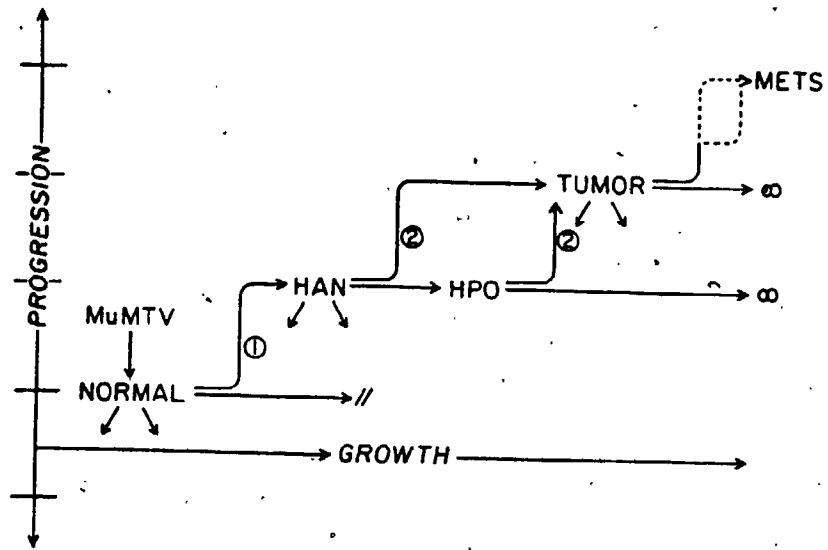 METS
PROGRESSION
TUMOR
∞
②
②
HAN
HPO
∞
MuMTV
①
NORMAL
//
GROWTH